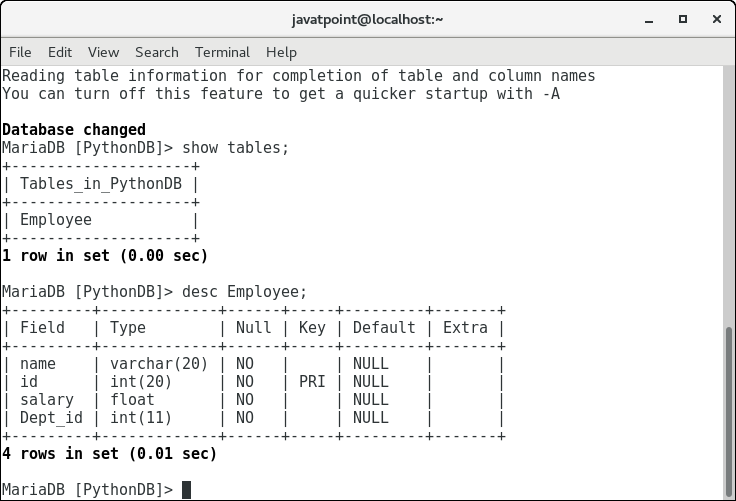 javatpoint@localhost:~
File Edit View Search Terminal Help
Reading table information for completion of table and column names
You can turn off this feature to get a quicker startup with -A

Database changed
MariaDB [PythonDB]> show tables;
+--------------------+
| Tables_in_PythonDB |
+--------------------+
| Employee           |
+--------------------+
1 row in set (0.00 sec)

MariaDB [PythonDB]> desc Employee;
+---------+-------------+------+-----+---------+-------+
| Field   | Type        | Null | Key | Default | Extra |
+---------+-------------+------+-----+---------+-------+
| name    | varchar(20) | NO   |     | NULL    |       |
| id      | int(20)     | NO   | PRI | NULL    |       |
| salary  | float       | NO   |     | NULL    |       |
| Dept_id | int(11)     | NO   |     | NULL    |       |
+---------+-------------+------+-----+---------+-------+
4 rows in set (0.01 sec)

MariaDB [PythonDB]>